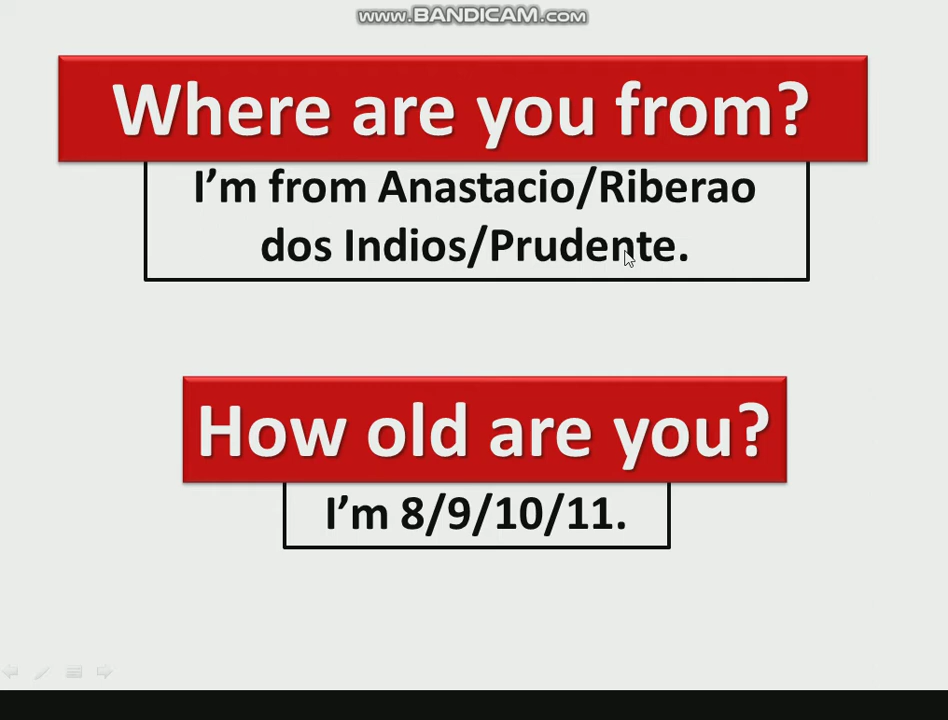 www.BANDICAM.com
Where are you from?
I’m from Anastacio/Riberao
dos Indios/Prudente.
How old are you?
I’m 8/9/10/11.